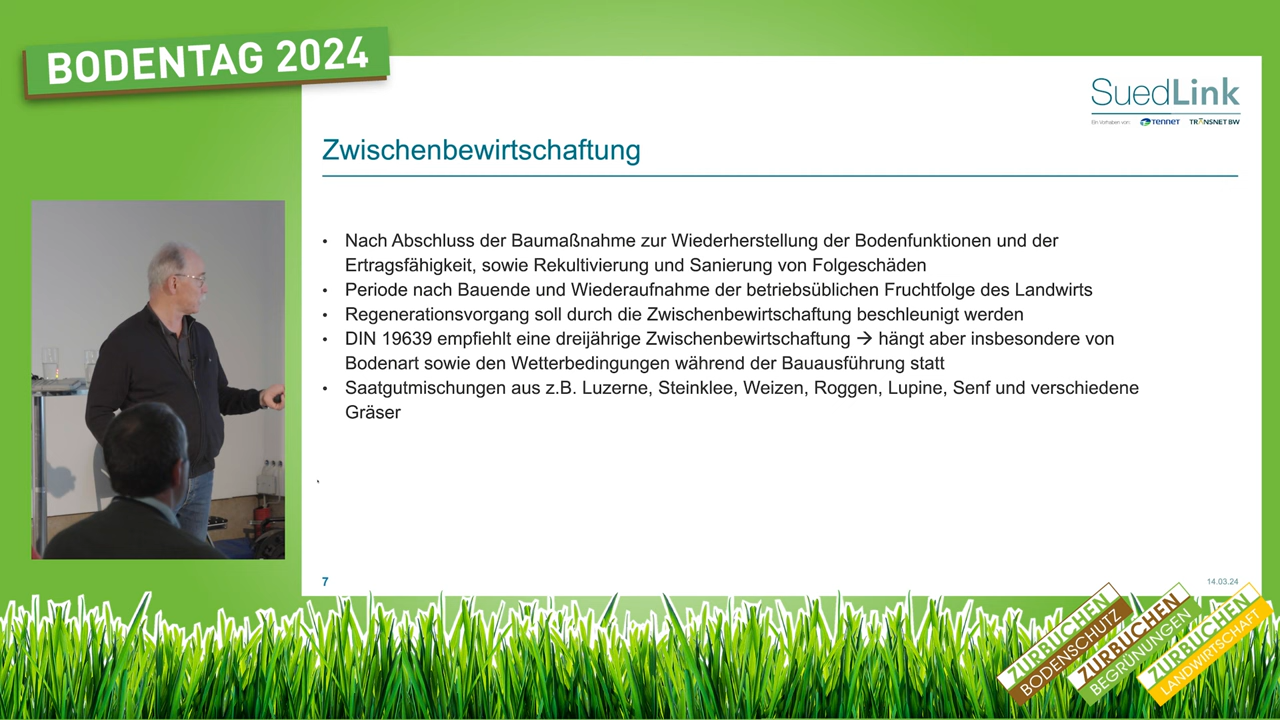 BODENTAG 2024
SuedLink
Ein Vorhaben von:
TENNET TRANSNET BW
Zwischenbewirtschaftung
• Nach Abschluss der Baumaßnahme zur Wiederherstellung der Bodenfunktionen und der
Ertragsfähigkeit, sowie Rekultivierung und Sanierung von Folgeschäden
• Periode nach Bauende und Wiederaufnahme der betriebsüblichen Fruchtfolge des Landwirts
• Regenerationsvorgang soll durch die Zwischenbewirtschaftung beschleunigt werden
• DIN 19639 empfiehlt eine dreijährige Zwischenbewirtschaftung → hängt aber insbesondere von
Bodenart sowie den Wetterbedingungen während der Bauausführung statt
• Saatgutmischungen aus z.B. Luzerne, Steinklee, Weizen, Roggen, Lupine, Senf und verschiedene
Gräser
7
14.03.24
ZURBUCHEN
BODENSCHUTZ
ZURBUCHEN
BEGRÜNUNGEN
ZURBUCHEN
LANDWIRTSCHAFT